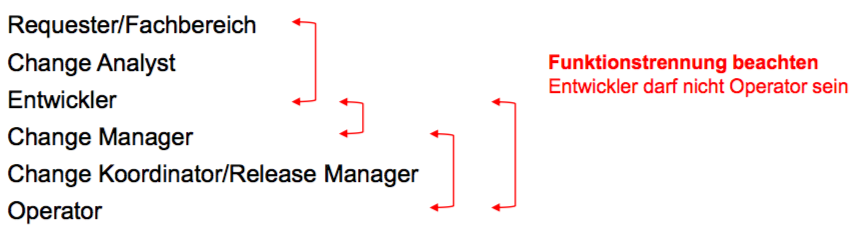 Requester/Fachbereich
Change Analyst
Funktionstrennung beachten
Entwickler darf nicht Operator sein
Entwickler
Change Manager
Change Koordinator/Release Manager
Operator